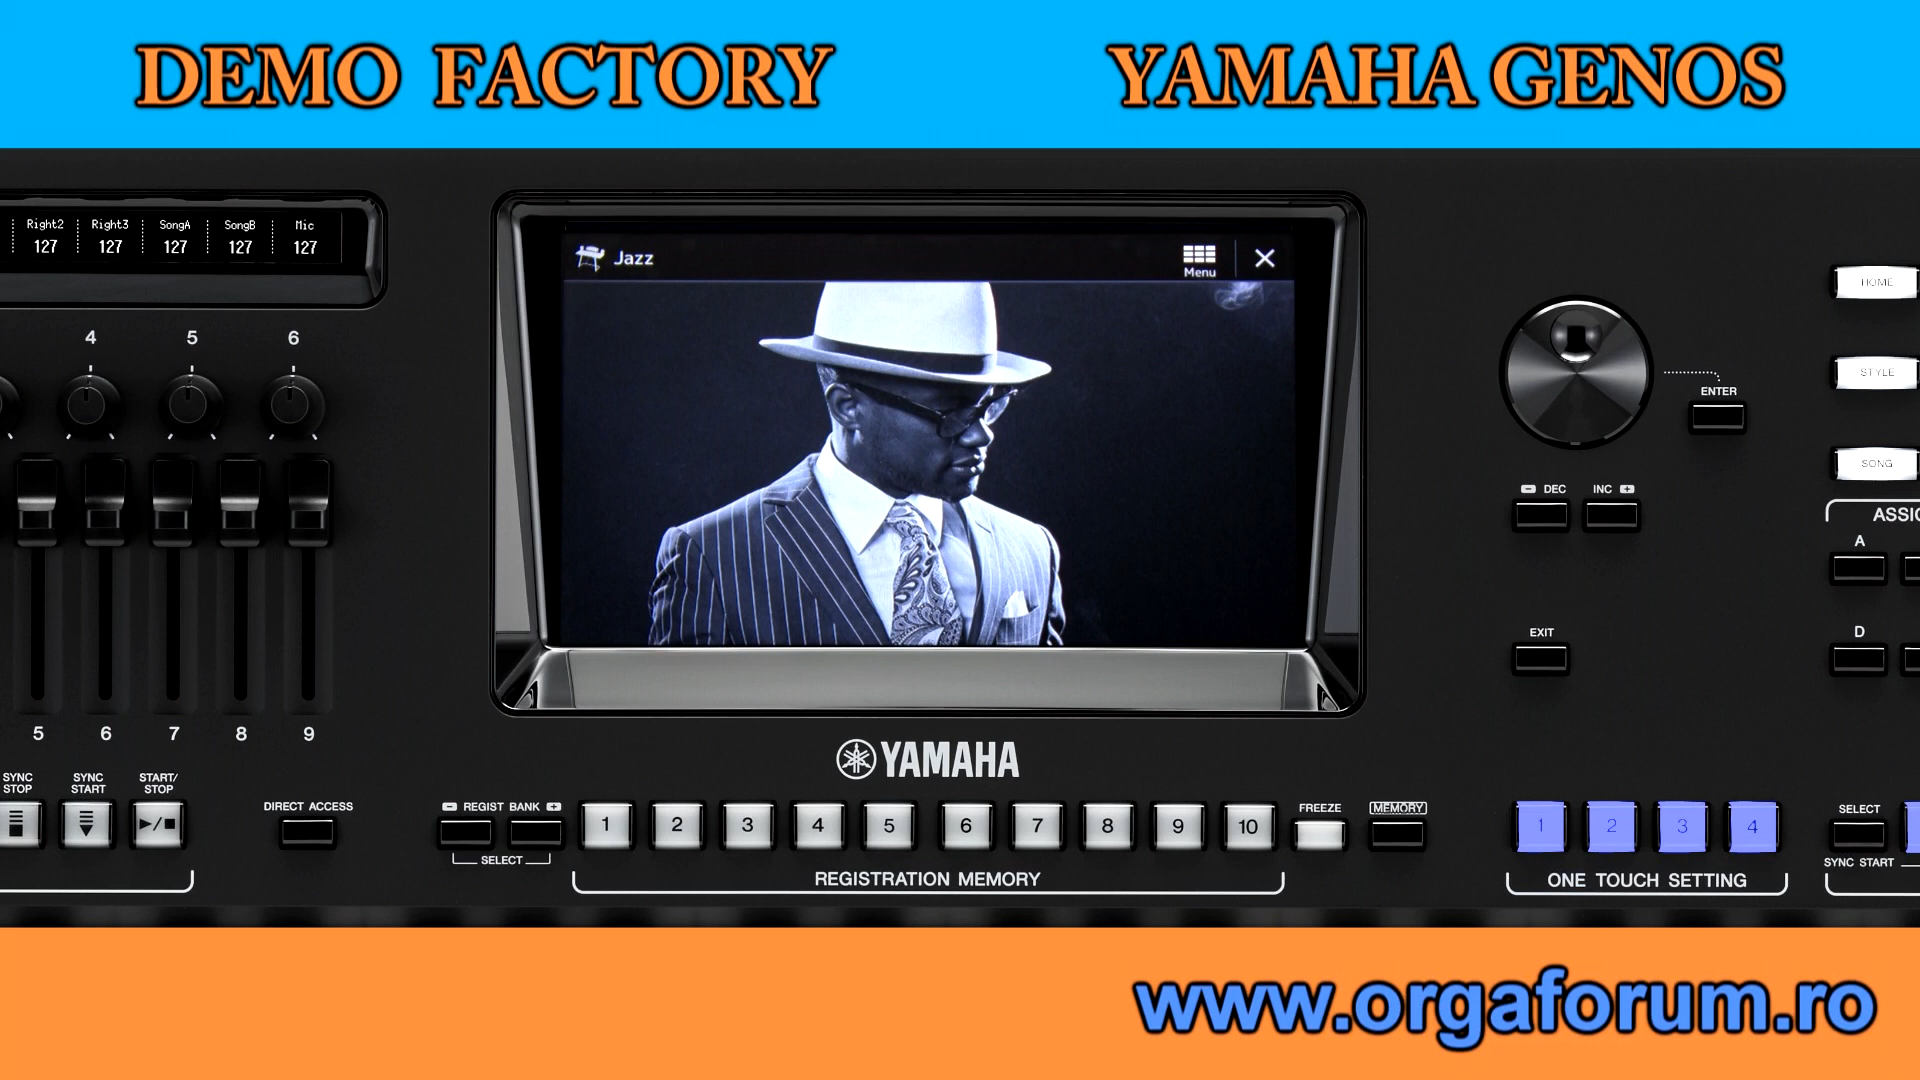 DEMO FACTORY
YAMAHA GENOS
Right2 Right3 SongA SongB Mic
127 127 127 127 127
Jazz
Menu
4 5 6
HOME
STYLE
ENTER
SONG
DEC INC
ASSIG
A
EXIT
D
5 6 7 8 9
YAMAHA
SYNC STOP
SYNC START
START/ STOP
DIRECT ACCESS
REGIST BANK
SELECT
1 2 3 4 5 6 7 8 9 10
FREEZE
MEMORY
REGISTRATION MEMORY
1 2 3 4
ONE TOUCH SETTING
SELECT
SYNC START
www.orgaforum.ro